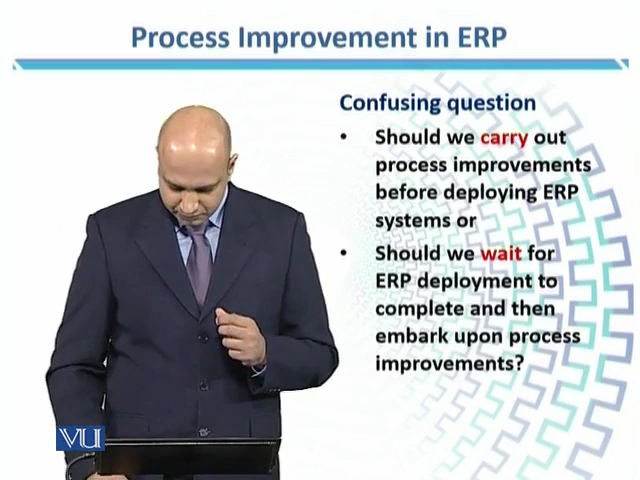 Process Improvement in ERP
Confusing question
• Should we carry out
process improvements
before deploying ERP
systems or
• Should we wait for
ERP deployment to
complete and then
embark upon process
improvements?
VU